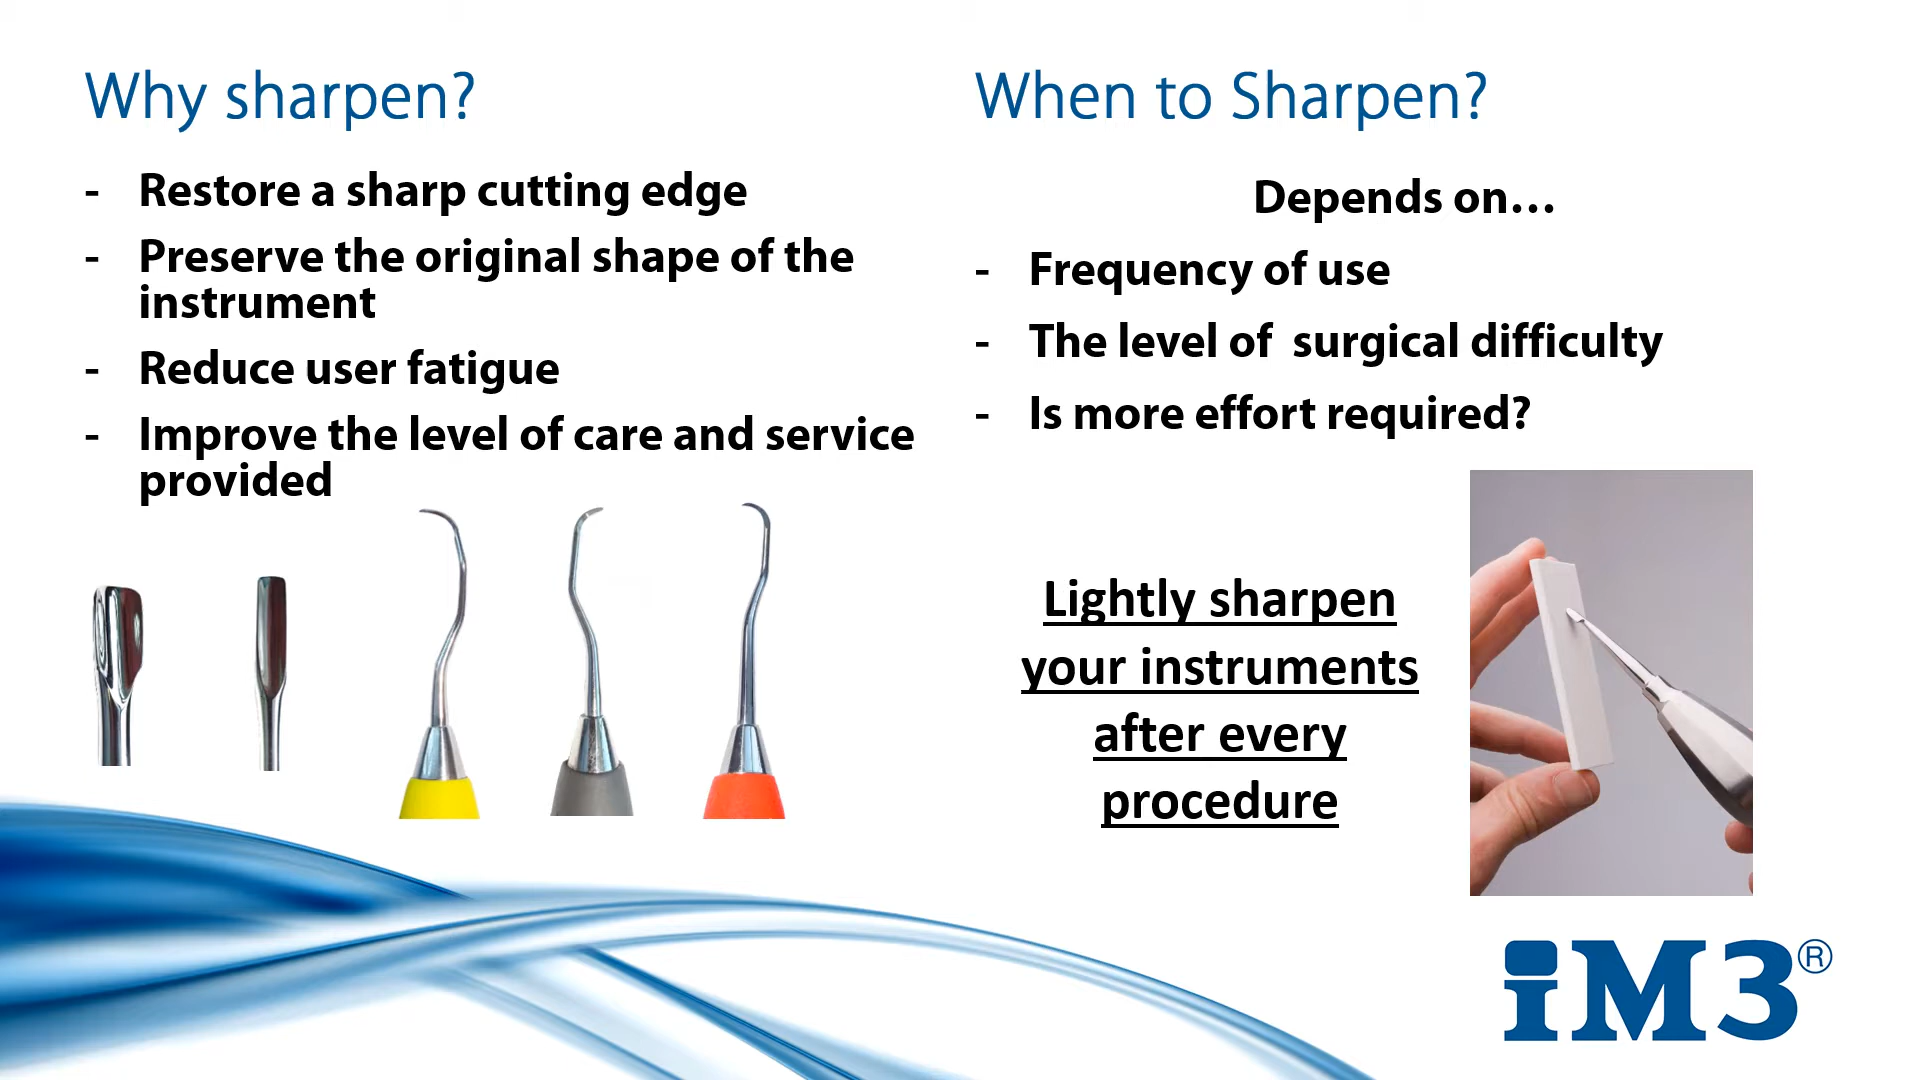 Why sharpen?
- Restore a sharp cutting edge
- Preserve the original shape of the
instrument
- Reduce user fatigue
- Improve the level of care and service
provided
When to Sharpen?
Depends on...
- Frequency of use
- The level of  surgical difficulty
- Is more effort required?
Lightly sharpen
your instruments
after every
procedure
iM3®